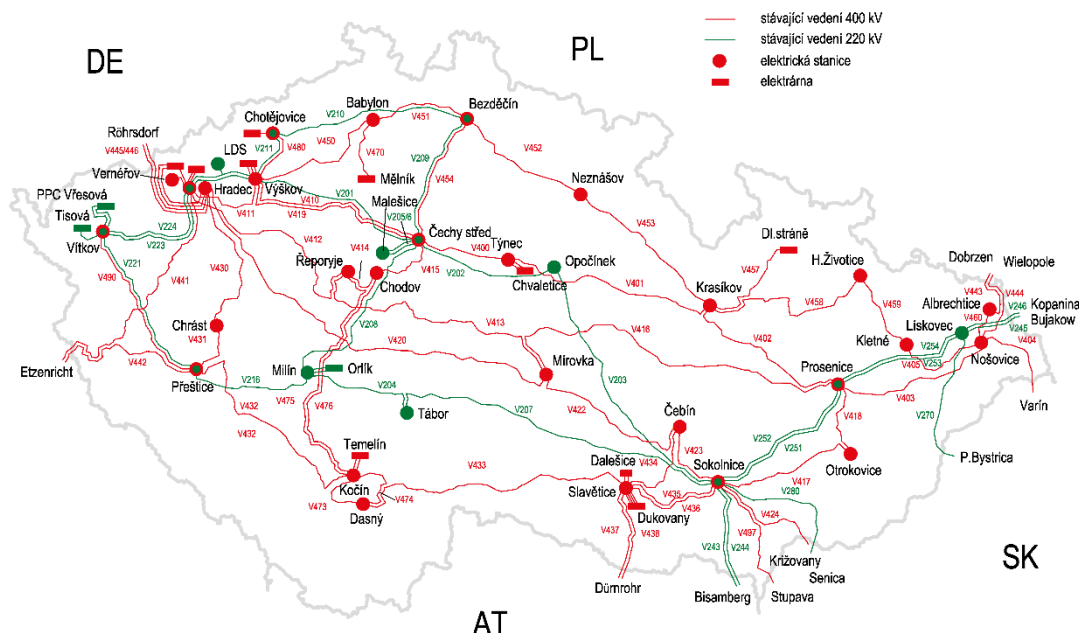 stávající vedení 400 kV
stávající vedení 220 kV
elektrická stanice
elektrárna
DE
PL
Babylon
Bezděčín
Chotějovice
V210
V451
V211
V480
V450
V470
V452
Röhrsdorf
V445/446
LDS
Vernéřov
Hradec
Výškov
Mělník
V209
V454
Neznášov
PPC Vřesová
Tisová
Vítkov
V411
V410
V419
V201
Malešice
V205/6
V224
V223
V221
V453
Čechy střed
Týnec
V400
V412
V414
V415
V202
Řeporyje
Chodov
Opočínek
Chvaletice
Dl.stráně
V457
H.Životice
Dobrzen
Wielopole
V490
V441
V430
V401
Krasíkov
V458
V459
Albrechtice
V443
V444
V246
Kopanina
Bujakow
V245
V460
Liskovec
V208
Chrást
V431
V413
V416
V402
Kletné
V254
V253
V405
Nošovice
V404
V420
Etzenricht
V442
Přeštice
Milín
Orlík
Mírovka
Prosenice
V403
Varín
V216
V475
V476
V204
V203
V432
V432
Tábor
V207
V422
Čebín
V418
V270
V252
V251
Temelín
V423
Otrokovice
P.Bystrica
Kočín
V433
Dalešice
V434
Sokolnice
V417
V473
V474
Dasný
Slavětice
V435
V436
V280
Dukovany
V424
V497
V437
V438
V243
V244
Križovany
Senica
SK
Dürnrohr
Bisamberg
Stupava
AT